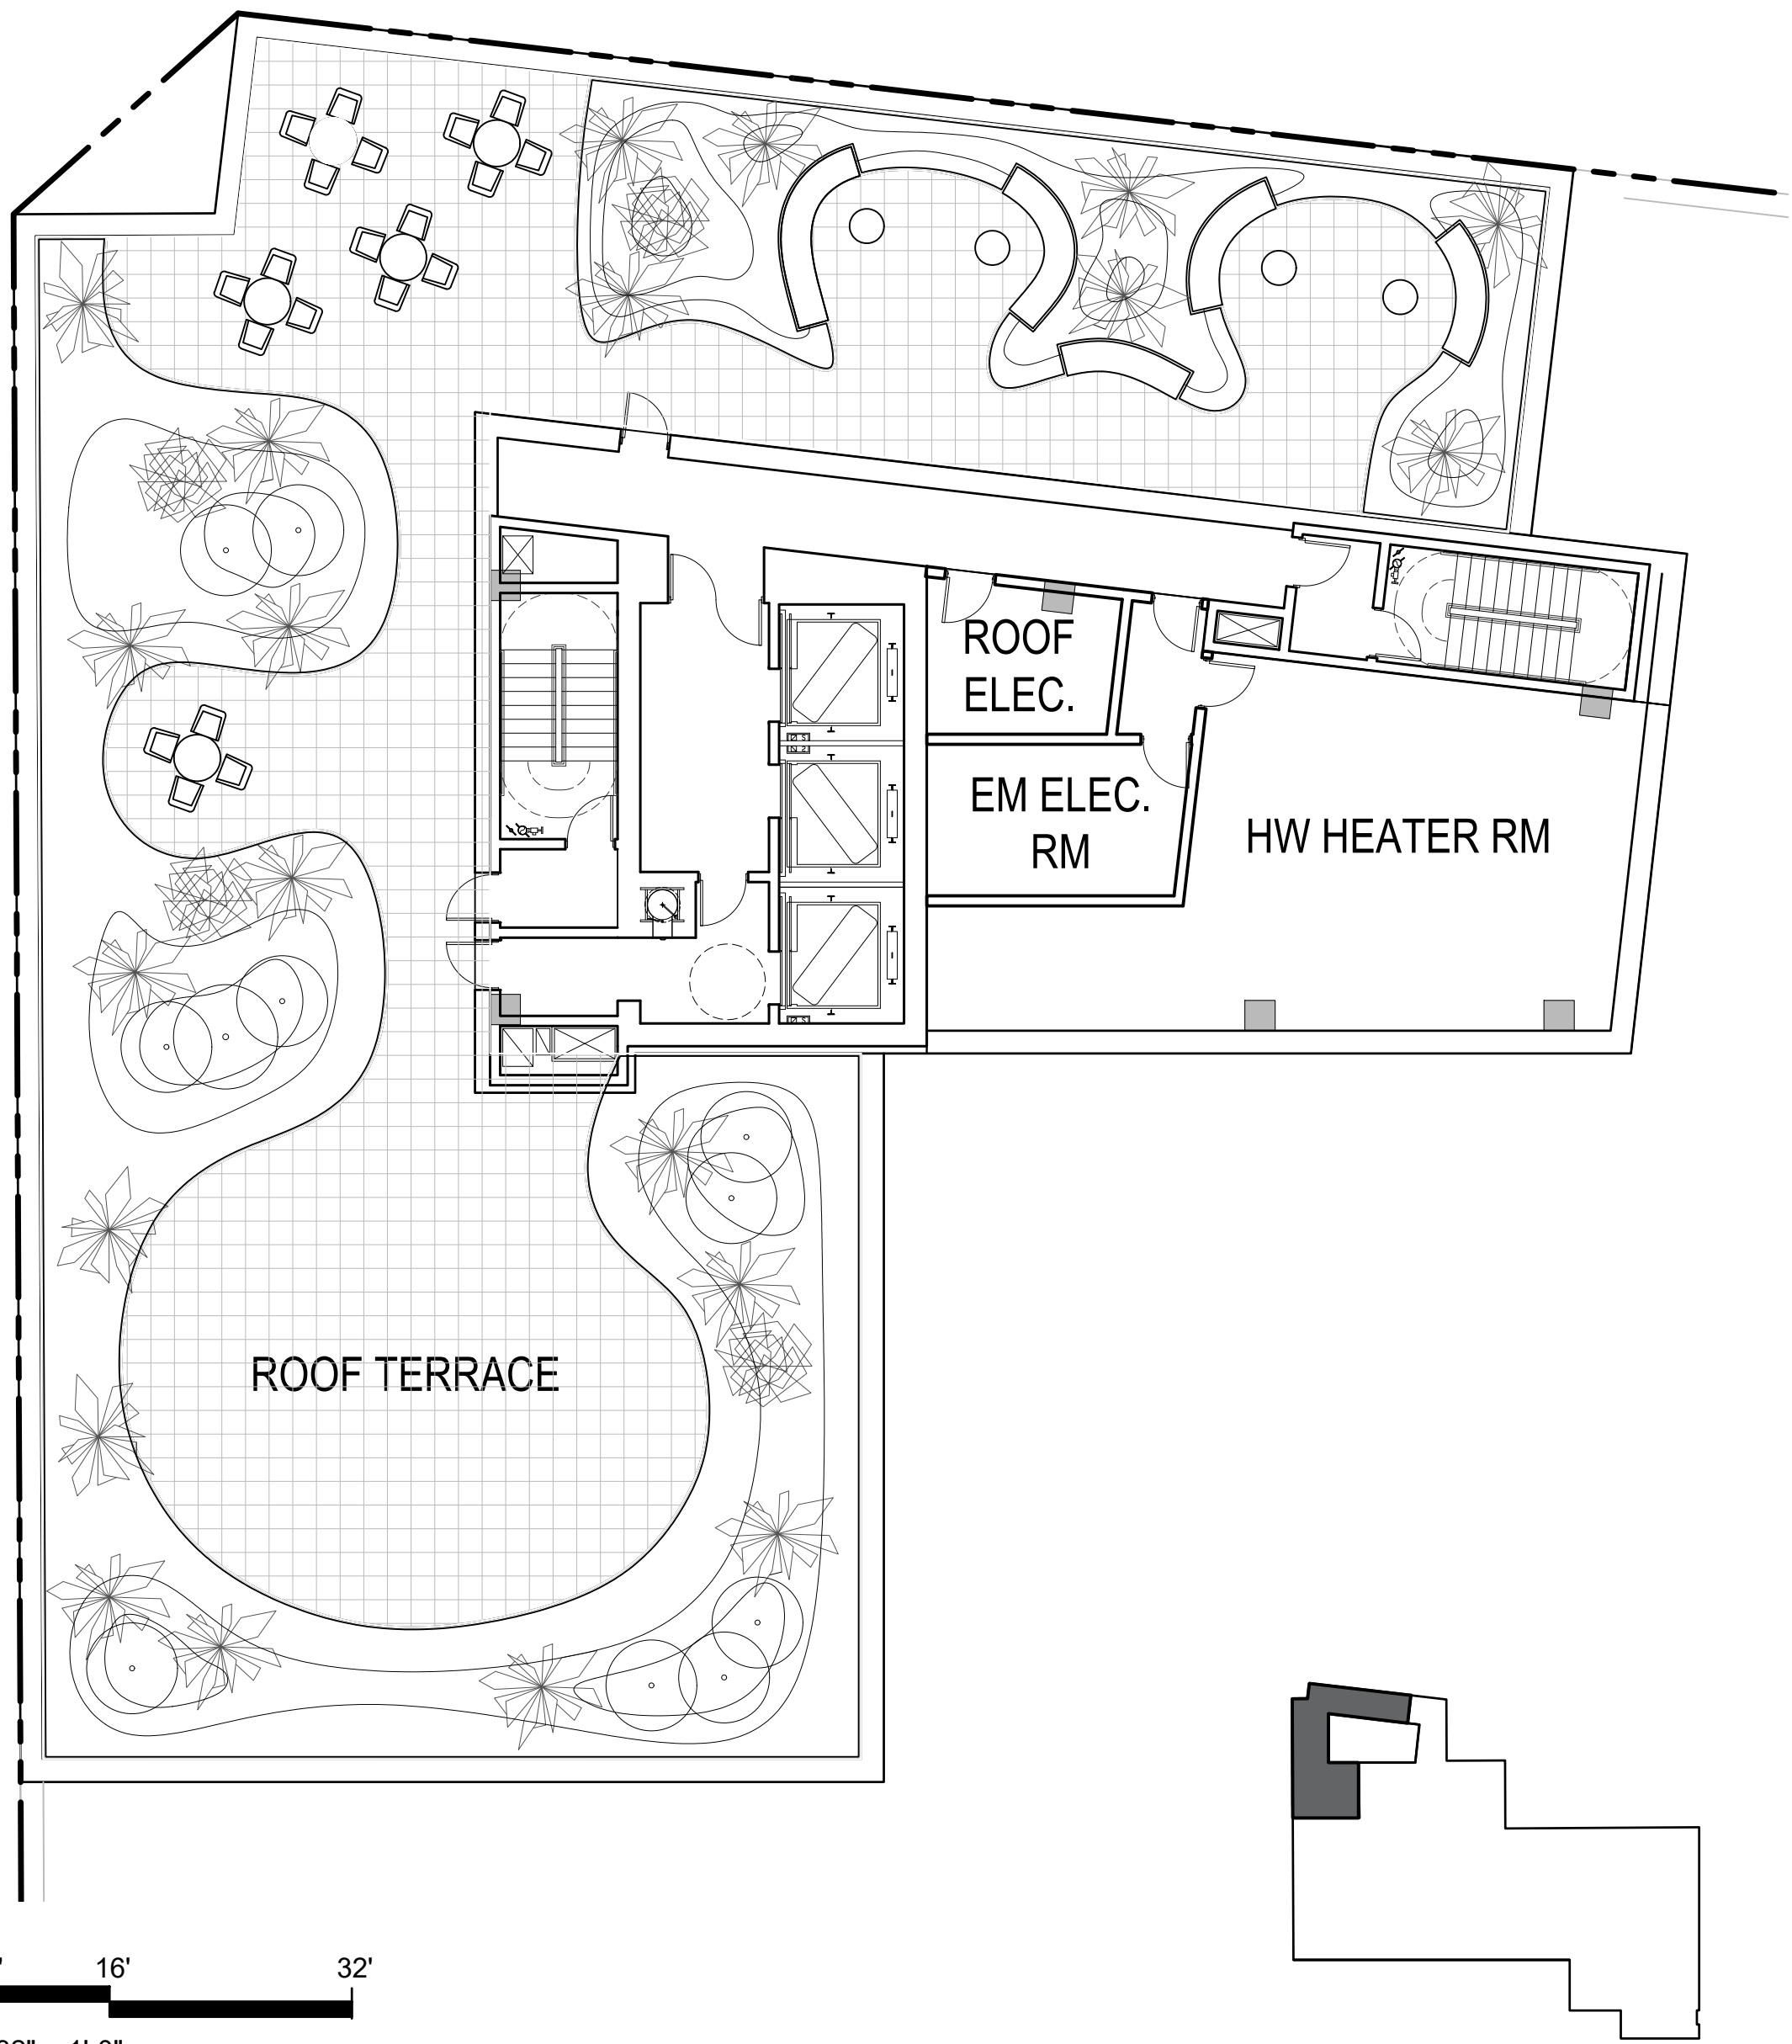 ROOF
ELEC.
EM ELEC.
RM
HW HEATER RM
ROOF TERRACE
16'
32'